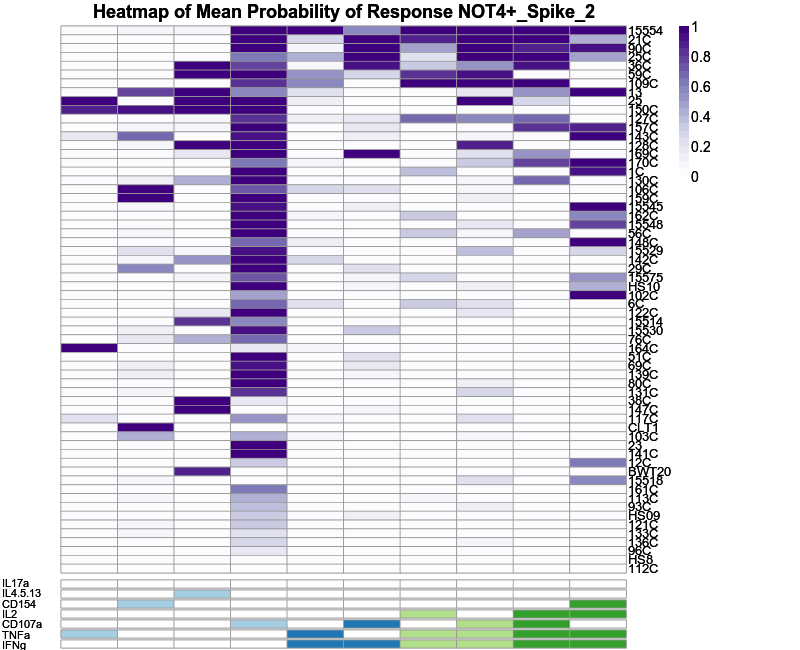 Heatmap of Mean Probability of Response NOT4+_Spike_2
15554
21C
90C
25C
36C
59C
109C
13
25
150C
127C
157C
143C
128C
169C
170C
1C
130C
106C
159C
15545
162C
15548
56C
148C
15529
142C
29C
15575
HS10
102C
6C
122C
15514
15530
76C
164C
51C
69C
139C
80C
131C
38C
147C
117C
CLT1
103C
23
141C
12C
BWT20
15518
161C
113C
93C
HS09
121C
133C
136C
96C
HS8
112C
1
0.8
0.6
0.4
0.2
0
IL17a
IL4.5.13
CD154
IL2
CD107a
TNFa
IFNg